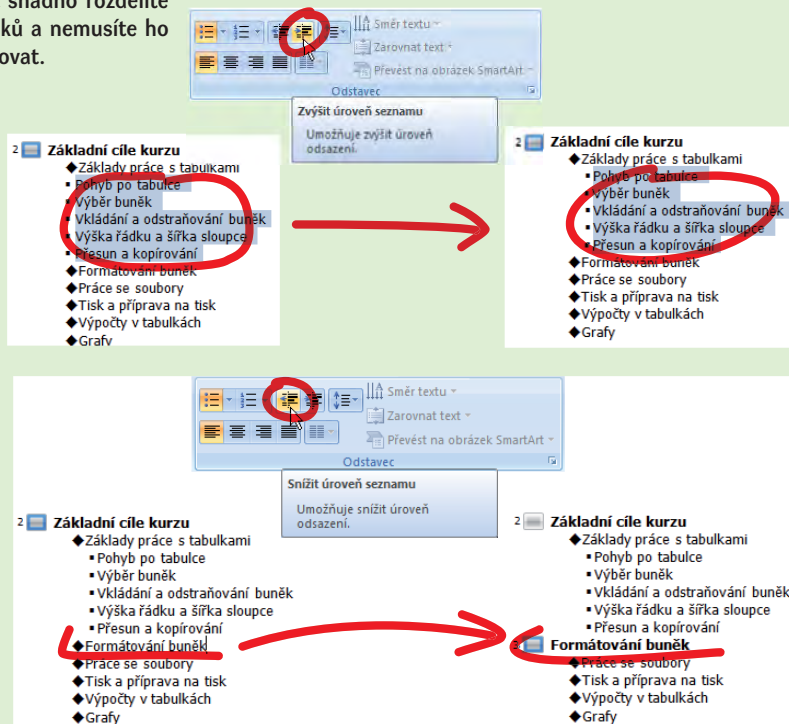 snadno rozdělíte
ků a nemusíte ho
ovat.
Směr textu
Zarovnat text
Převést na obrázek SmartArt
Odstavec
Zvýšit úroveň seznamu
Umožňuje zvýšit úroveň
odsazení.
2 Základní cíle kurzu
Základy práce s tabulkami
Pohyb po tabulce
Výběr buněk
Vkládání a odstraňování buněk
Výška řádku a šířka sloupce
Přesun a kopírování
Formátování buněk
Práce se soubory
Tisk a příprava na tisk
Výpočty v tabulkách
Grafy
2 Základní cíle kurzu
Základy práce s tabulkami
Pohyb po tabulce
Výběr buněk
Vkládání a odstraňování buněk
Výška řádku a šířka sloupce
Přesun a kopírování
Formátování buněk
Práce se soubory
Tisk a příprava na tisk
Výpočty v tabulkách
Grafy
Směr textu
Zarovnat text
Převést na obrázek SmartArt
Odstavec
Snížit úroveň seznamu
Umožňuje snížit úroveň
odsazení.
2 Základní cíle kurzu
Základy práce s tabulkami
Pohyb po tabulce
Výběr buněk
Vkládání a odstraňování buněk
Výška řádku a šířka sloupce
Přesun a kopírování
Formátování buněk
Práce se soubory
Tisk a příprava na tisk
Výpočty v tabulkách
Grafy
2 Základní cíle kurzu
Základy práce s tabulkami
Pohyb po tabulce
Výběr buněk
Vkládání a odstraňování buněk
Výška řádku a šířka sloupce
Přesun a kopírování
Formátování buněk
Práce se soubory
Tisk a příprava na tisk
Výpočty v tabulkách
Grafy